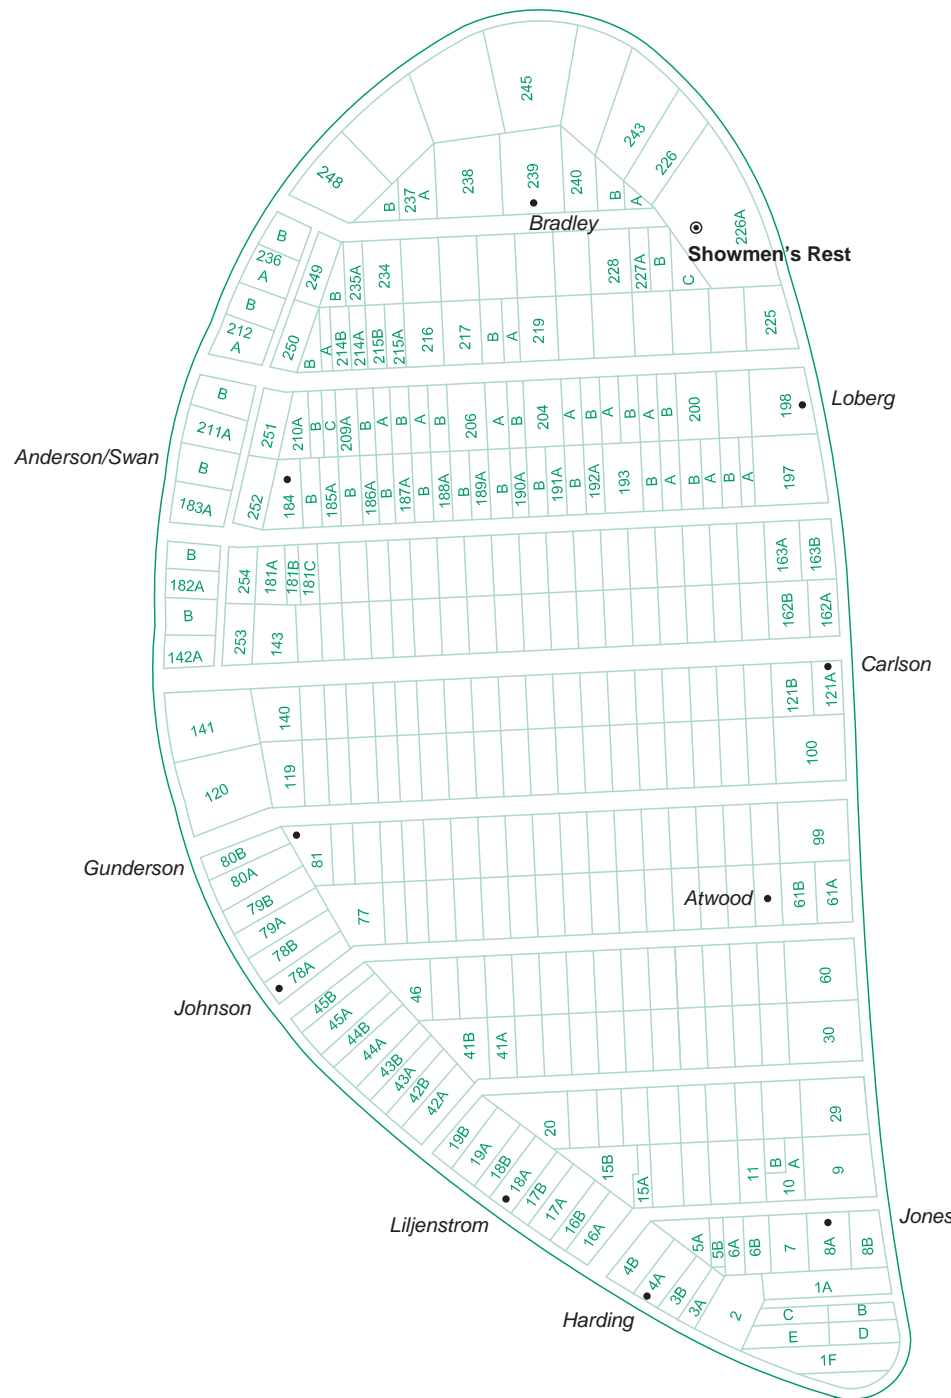 245
243
226
248
B
237
A
238
239
240
B
A
226A
Bradley
Showmen's Rest
B
236
A
B
212
A
249
B
235A
234
228
227A
B
C
250
B
A
214B
214A
215B
215A
216
217
B
A
219
225
B
211A
B
183A
Anderson/Swan
251
210A
B
C
209A
B
A
B
A
B
206
A
B
204
A
B
A
B
A
B
200
198
Loberg
252
184
B
185A
B
186A
B
187A
B
188A
B
189A
B
190A
B
191A
B
192A
193
B
A
B
A
B
A
197
B
182A
B
142A
254
181A
181B
181C
163A
163B
253
143
162B
162A
Carlson
141
140
121B
121A
120
119
100
Gunderson
80B
80A
79B
79A
78B
78A
81
99
77
Atwood
61B
61A
Johnson
45B
45A
44B
44A
43B
43A
42B
42A
46
60
41B
41A
30
19B
19A
18B
18A
17B
17A
16B
16A
20
29
15B
15A
11
B
A
10
9
Liljenstrom
Jones
4B
4A
3B
3A
5A
5B
6A
6B
7
8A
8B
Harding
2
1A
C
B
E
D
1F